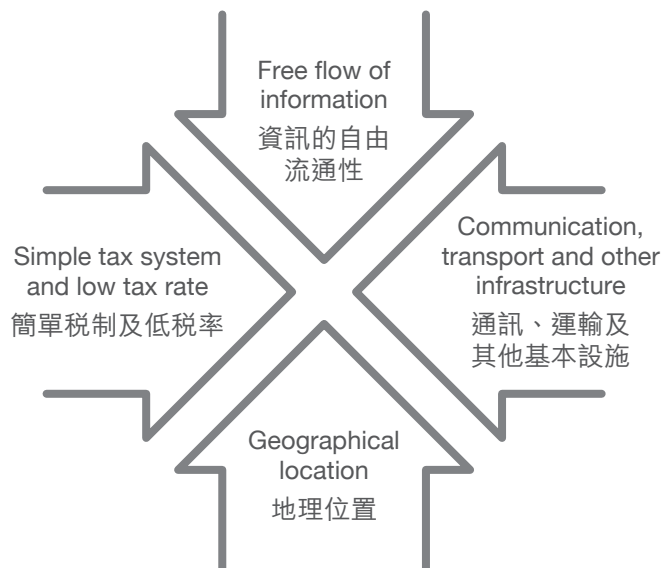 Free flow of
information
資訊的自由
流通性
Simple tax system
and low tax rate
簡單税制及低税率
Communication,
transport and other
infrastructure
通訊、運輸及
其他基本設施
Geographical
location
地理位置